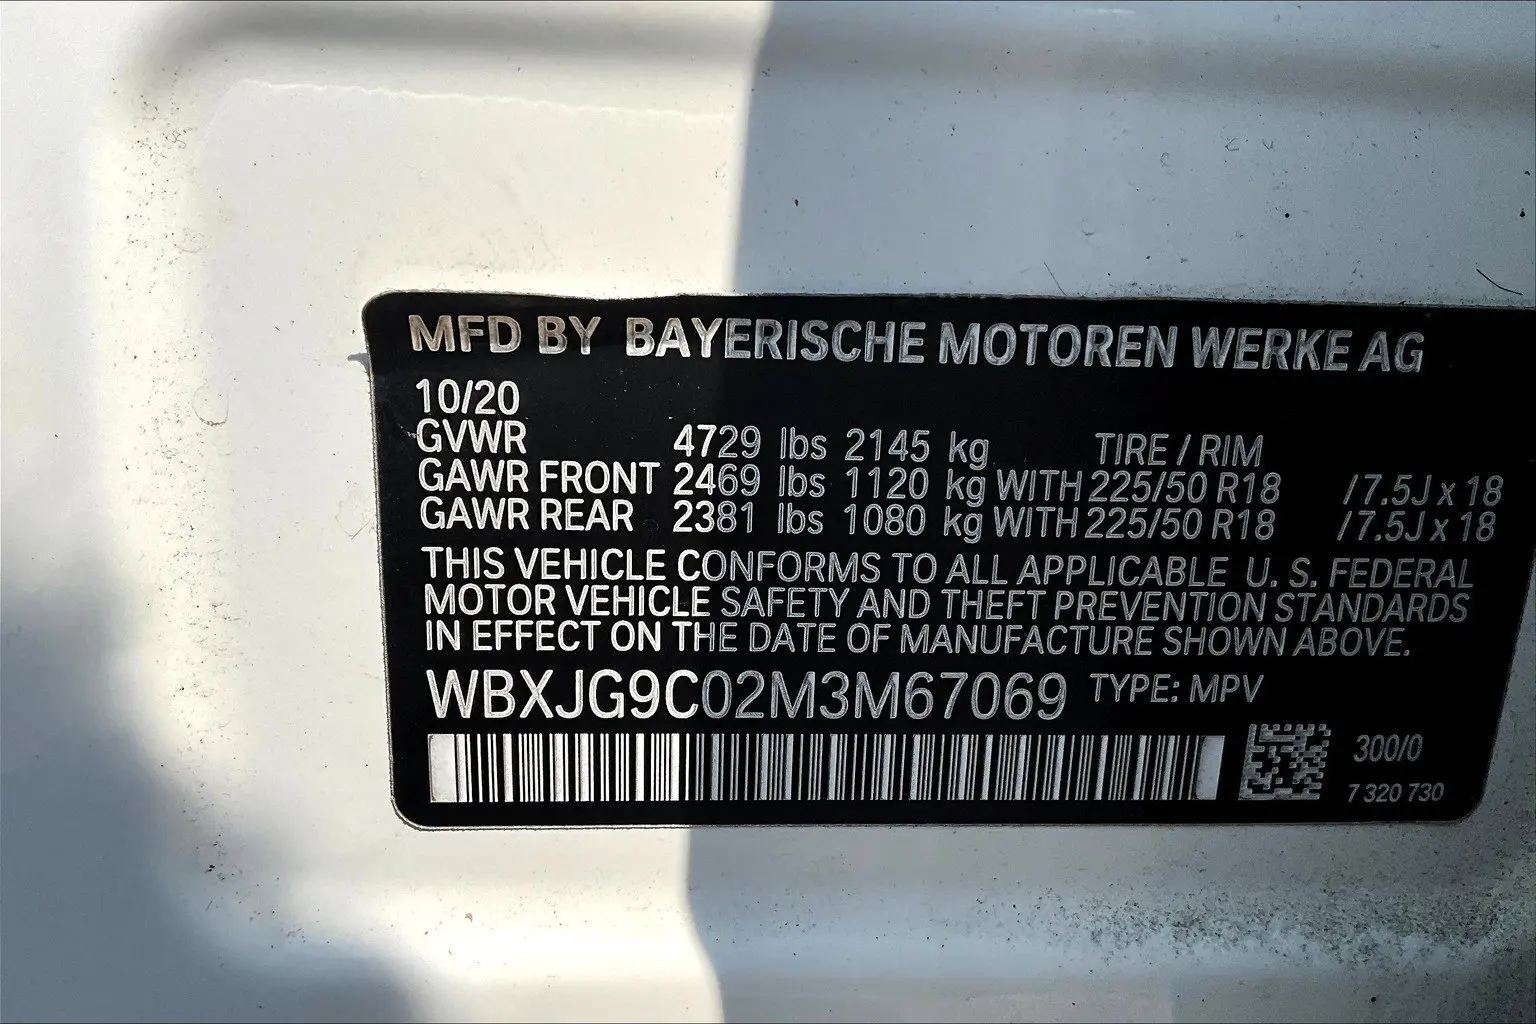 MFD BY BAYERISCHE MOTOREN WERKE AG
10/20
GVWR 4729 lbs 2145 kg TIRE / RIM
GAWR FRONT 2469 lbs 1120 kg WITH 225/50 R18 /7.5J x 18
GAWR REAR 2381 lbs 1080 kg WITH 225/50 R18 /7.5J x 18
THIS VEHICLE CONFORMS TO ALL APPLICABLE U. S. FEDERAL
MOTOR VEHICLE SAFETY AND THEFT PREVENTION STANDARDS
IN EFFECT ON THE DATE OF MANUFACTURE SHOWN ABOVE.
WBXJG9C02M3M67069 TYPE: MPV
300/0
7 320 730